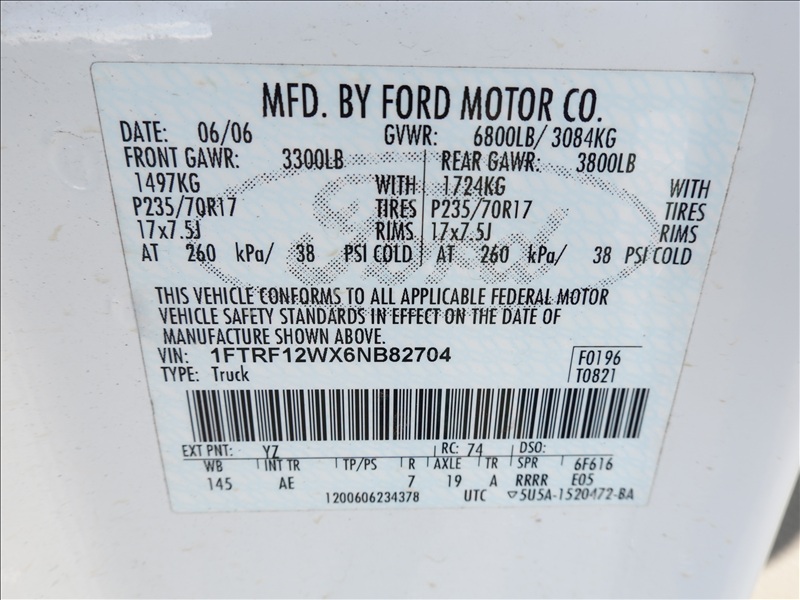 MFD. BY FORD MOTOR CO.
DATE: 06/06 GVWR: 6800LB/ 3084KG
FRONT GAWR: 3300LB REAR GAWR: 3800LB
1497KG WITH 1724KG WITH
P235/70R17 TIRES P235/70R17 TIRES
17x7.5J RIMS 17x7.5J RIMS
AT 260 kPa/ 38 PSI COLD AT 260 kPa/ 38 PSI COLD
Ford
THIS VEHICLE CONFORMS TO ALL APPLICABLE FEDERAL MOTOR
VEHICLE SAFETY STANDARDS IN EFFECT ON THE DATE OF
MANUFACTURE SHOWN ABOVE.
VIN: 1FTRF12WX6NB82704 F0196
TYPE: Truck T0821
EXT PNT: YZ RC: 74 DSO:
WB INT TR TP/PS R AXLE TR SPR 6F616
145 AE 7 19 A RRRR E05
1200606234378 UTC ▽5U5A-1520472-BA